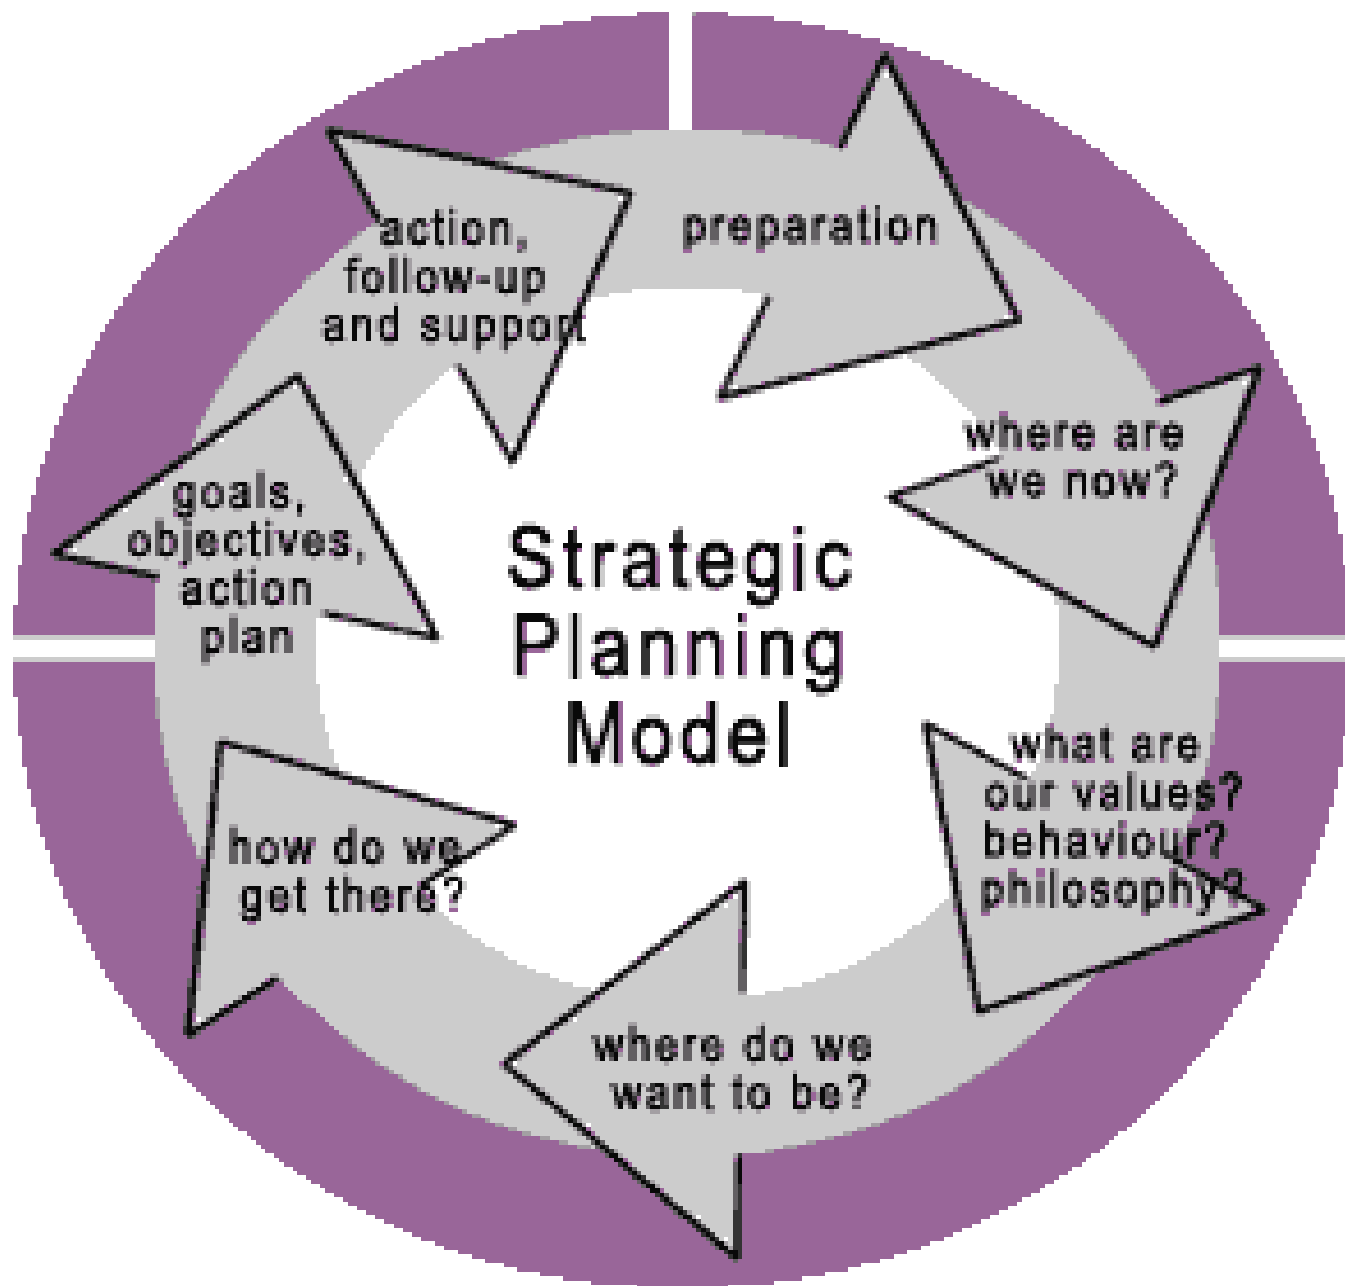 preparation
where are
we now?
what are
our values?
behaviour?
philosophy?
where do we
want to be?
how do we
get there?
goals,
objectives,
action
plan
action,
follow-up
and support
Strategic
Planning
Model